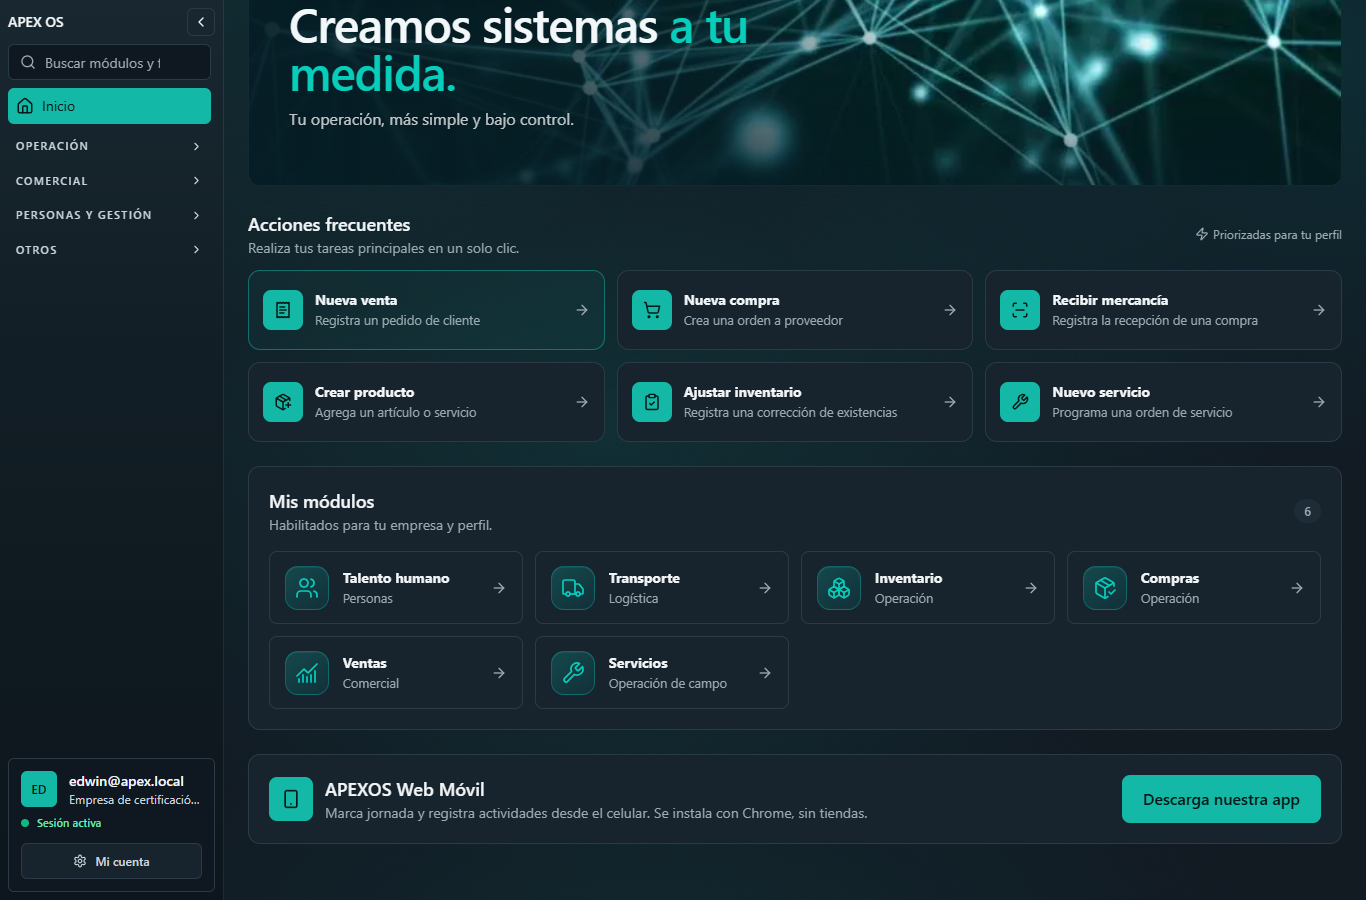 APEX OS
Buscar módulos y f
Inicio
OPERACIÓN
COMERCIAL
PERSONAS Y GESTIÓN
OTROS
ED
edwin@apex.local
Empresa de certificació...
Sesión activa
Mi cuenta
Creamos sistemas a tu
medida.
Tu operación, más simple y bajo control.
Acciones frecuentes
Realiza tus tareas principales en un solo clic.
Priorizadas para tu perfil
Nueva venta
Registra un pedido de cliente
Nueva compra
Crea una orden a proveedor
Recibir mercancía
Registra la recepción de una compra
Crear producto
Agrega un artículo o servicio
Ajustar inventario
Registra una corrección de existencias
Nuevo servicio
Programa una orden de servicio
Mis módulos
Habilitados para tu empresa y perfil.
6
Talento humano
Personas
Transporte
Logística
Inventario
Operación
Compras
Operación
Ventas
Comercial
Servicios
Operación de campo
APEXOS Web Móvil
Marca jornada y registra actividades desde el celular. Se instala con Chrome, sin tiendas.
Descarga nuestra app